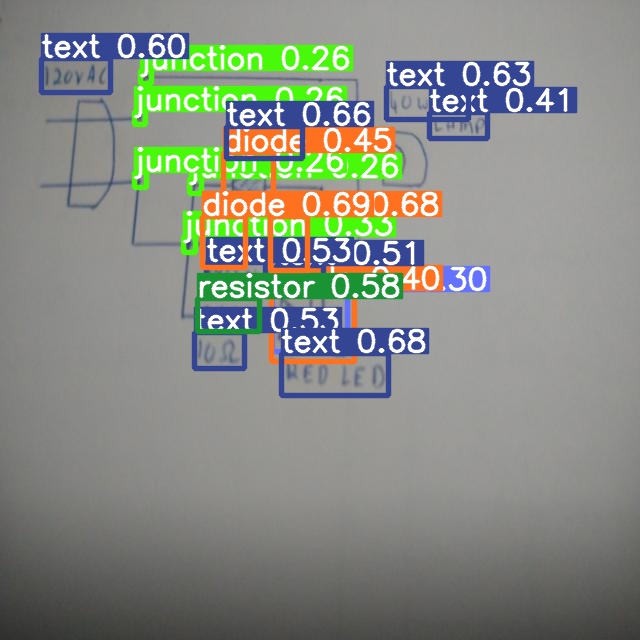 text 0.60
junction 0.26
120VAC
text 0.63
junction 0.26
text 0.41
text 0.66
40W
LAMP
diode 0.45
junction 0.26
0.26
diode 0.69
0.68
junction 0.33
text 0.53
0.51
0.40
.30
resistor 0.58
text 0.53
text 0.68
10Ω
RED LED